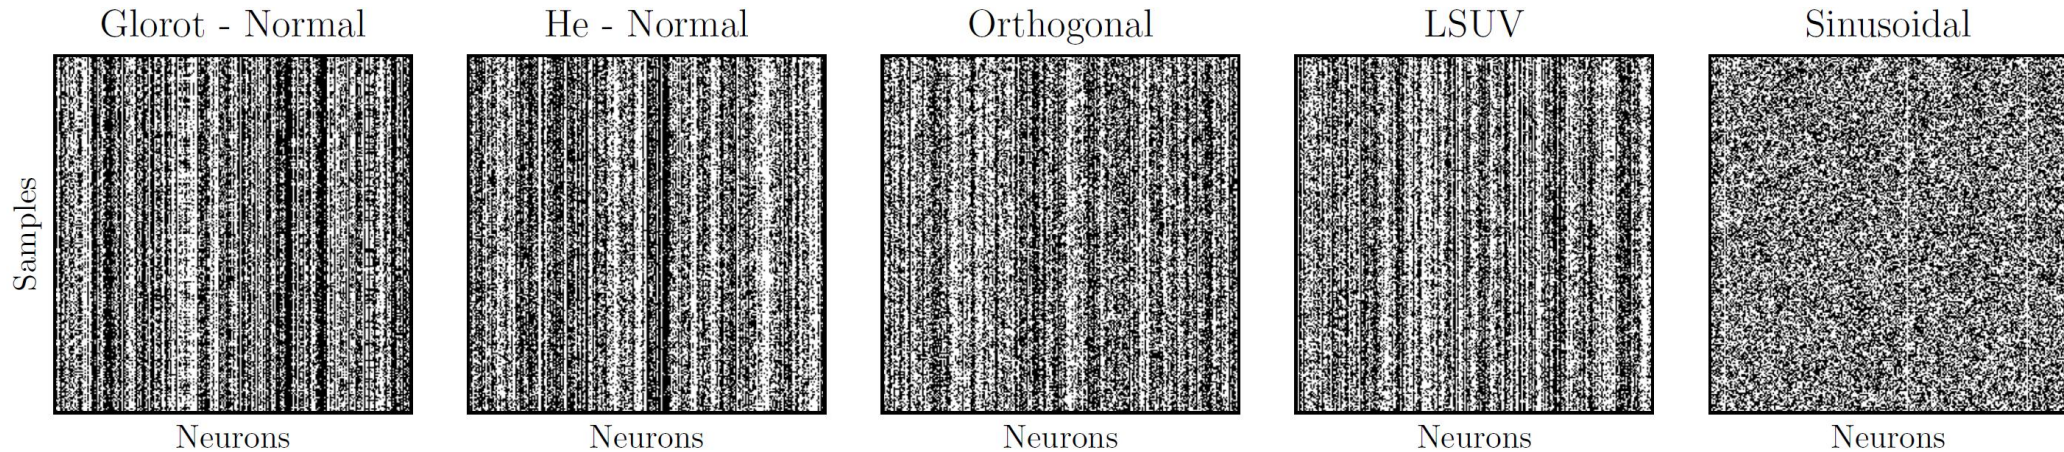 Glorot - Normal
He - Normal
Orthogonal
LSUV
Sinusoidal
Samples
Neurons
Neurons
Neurons
Neurons
Neurons